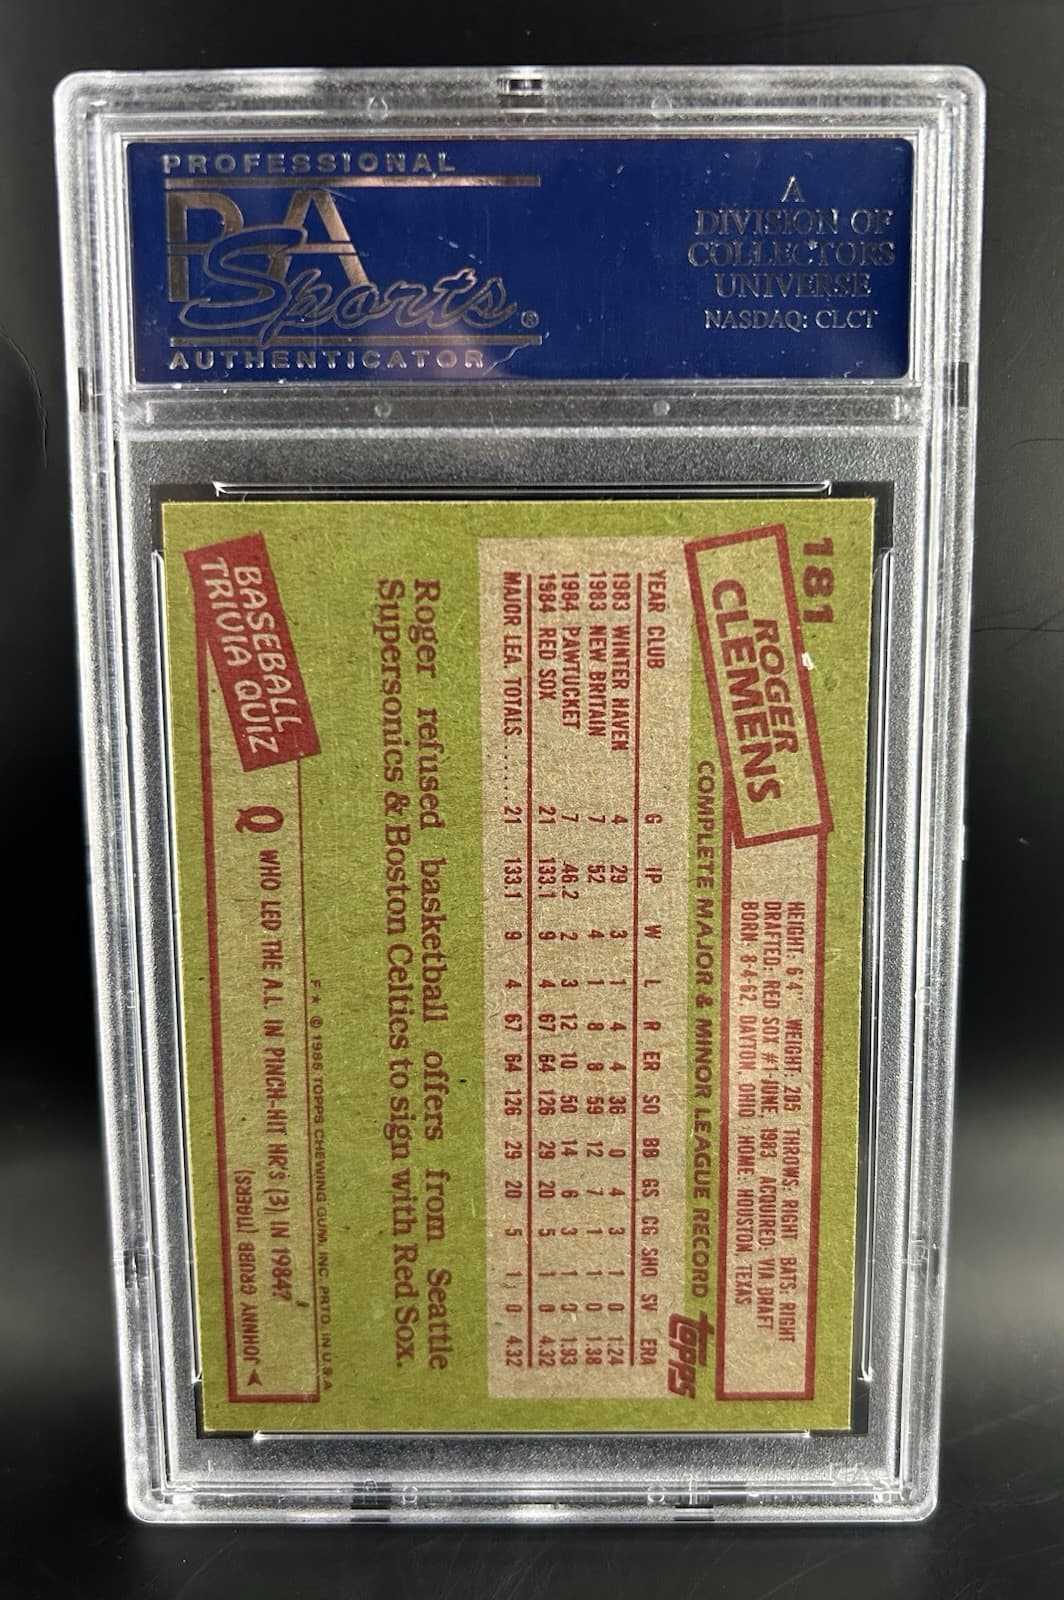 PROFESSIONAL
PSA
Sports®
AUTHENTICATOR
A
DIVISION OF
COLLECTORS
UNIVERSE
NASDAQ: CLCT
181
ROGER
CLEMENS
HEIGHT: 6'4" WEIGHT: 205 THROWS: RIGHT BATS: RIGHT
DRAFTED: RED SOX #1-JUNE, 1983 ACQUIRED: VIA DRAFT
BORN: 8-4-62, DAYTON, OHIO HOME: HOUSTON, TEXAS
COMPLETE MAJOR & MINOR LEAGUE RECORD
topps
YEAR CLUB G IP W L R ER SO BB GS CG SHO SV ERA
1983 WINTER HAVEN 4 29 3 1 4 4 36 0 4 3 1 0 1.24
1983 NEW BRITAIN 7 52 4 1 8 8 59 12 7 1 1 0 1.38
1984 PAWTUCKET 7 46.2 2 3 12 10 50 14 6 3 1 0 1.93
1984 RED SOX 21 133.1 9 4 67 64 126 29 20 5 1 0 4.32
MAJOR LEA. TOTALS ...... 21 133.1 9 4 67 64 126 29 20 5 1 0 4.32
Roger refused basketball offers from Seattle
Supersonics & Boston Celtics to sign with Red Sox.
F★ © 1985 TOPPS CHEWING GUM, INC. PRTD. IN U.S.A.
BASEBALL
TRIVIA QUIZ
Q WHO LED THE A.L. IN PINCH-HIT HR's (3) IN 1984?
A JOHNNY GRUBB (TIGERS)